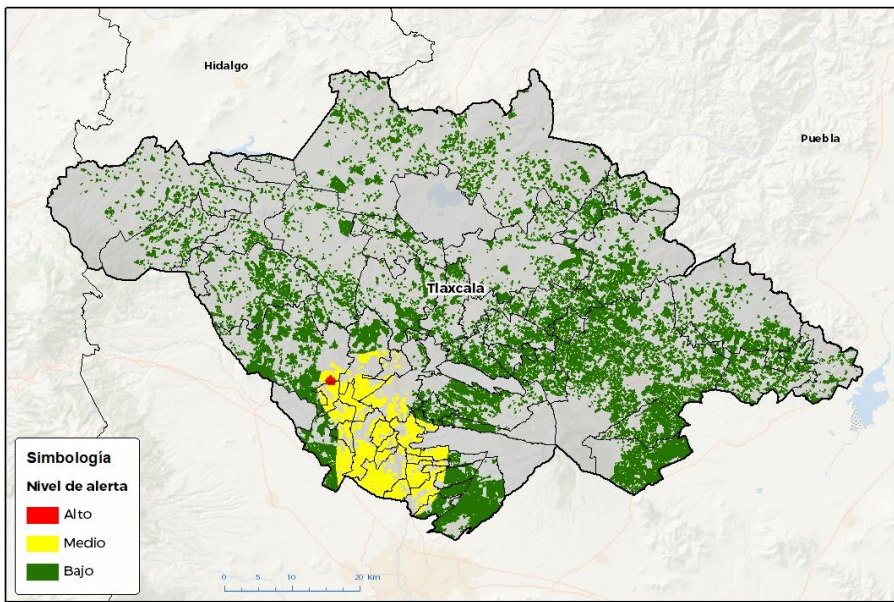 Hidalgo
Puebla
Tlaxcala
Simbología
Nivel de alerta
Alto
Medio
Bajo
0 5 10 20 Km